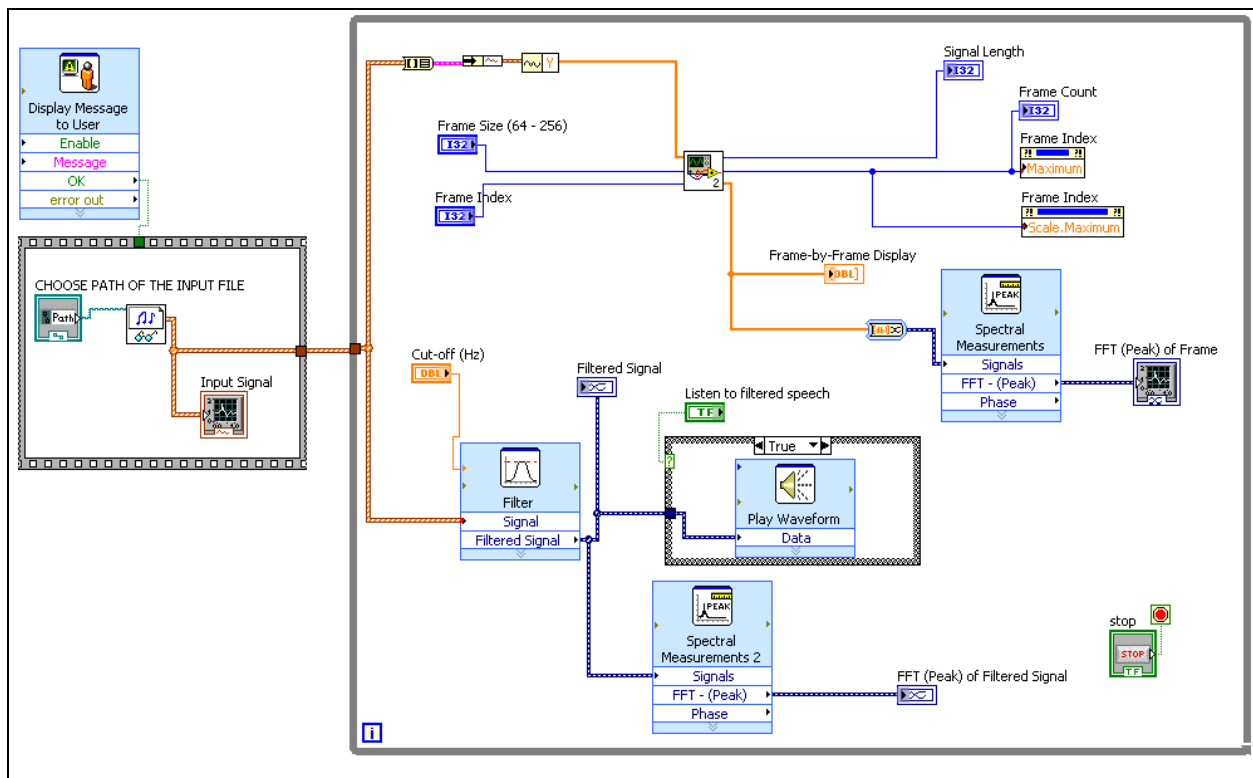 Display Message
to User
Enable
Message
OK
error out
CHOOSE PATH OF THE INPUT FILE
Path
Input Signal
Y
Signal Length
I32
Frame Count
I32
Frame Size (64 - 256)
I32
Frame Index
Maximum
2
Frame Index
I32
Frame Index
Scale.Maximum
Frame-by-Frame Display
DBL
PEAK
Spectral
Measurements
Signals
FFT - (Peak)
Phase
FFT (Peak) of Frame
Cut-off (Hz)
DBL
Filtered Signal
Listen to filtered speech
TF
True
?
Filter
Signal
Filtered Signal
Play Waveform
Data
PEAK
Spectral
Measurements 2
Signals
FFT - (Peak)
Phase
FFT (Peak) of Filtered Signal
stop
STOP
TF
i